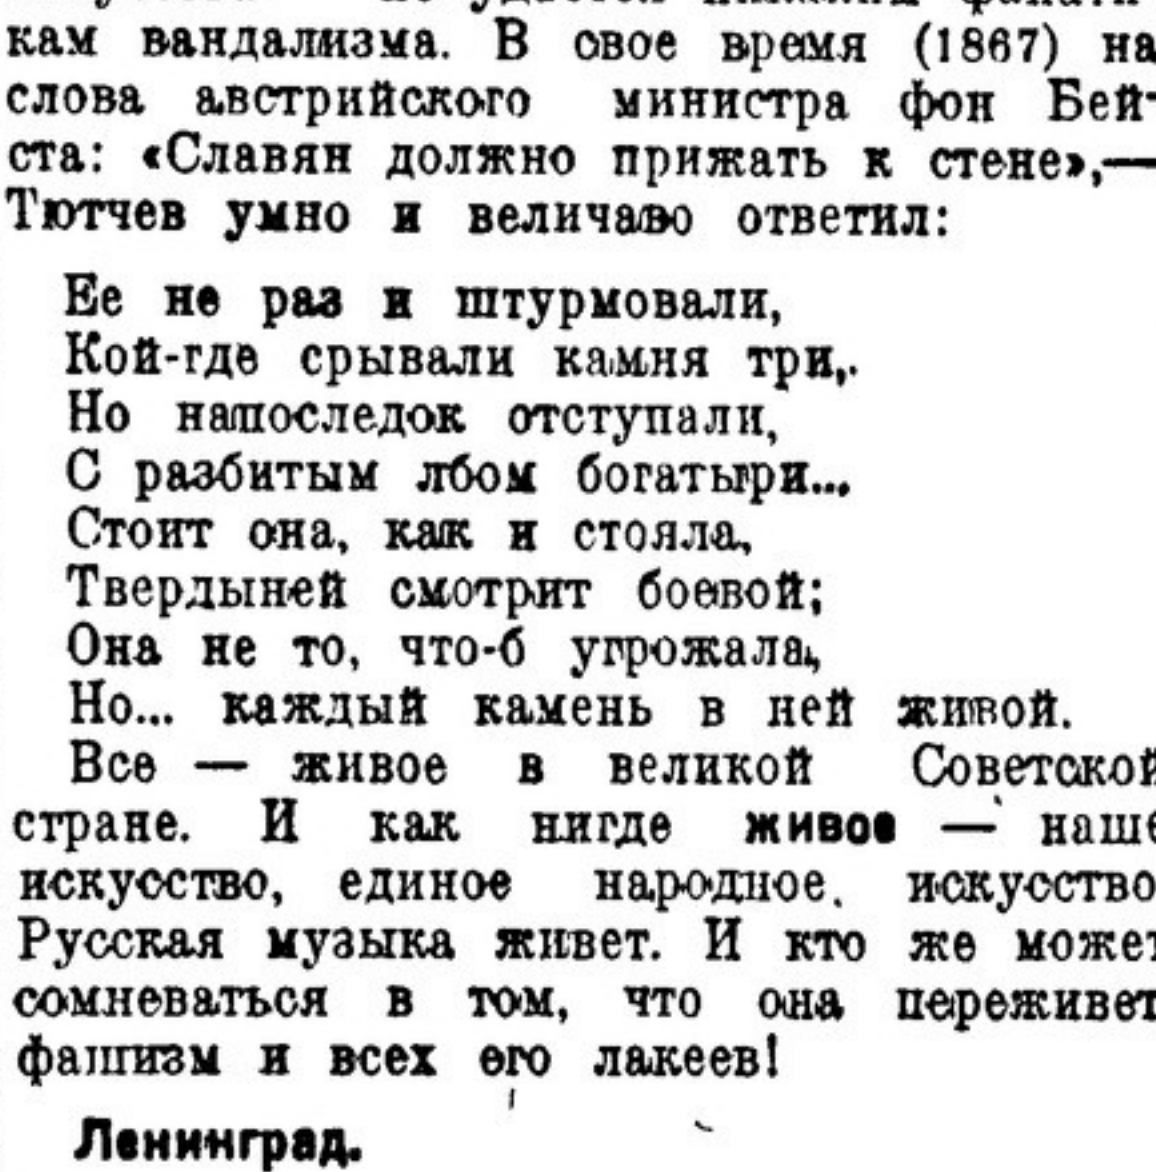 кам вандализма. В свое время (1867) на
слова австрийского министра фон Бей-
ста: «Славян должно прижать к стене»,—
Тютчев умно и величаво ответил:
Ее не раз и штурмовали,
Кой-где срывали камня три,
Но напоследок отступали,
С разбитым лбом богатыри...
Стоит она, как и стояла,
Твердыней смотрит боевой;
Она не то, что-б угрожала,
Но... каждый камень в ней живой.
Все — живое в великой Советской
стране. И как нигде живое — наше
искусство, единое народное. искусство
Русская музыка живет. И кто же может
сомневаться в том, что она переживет
фашизм и всех его лакеев!
Ленинград.